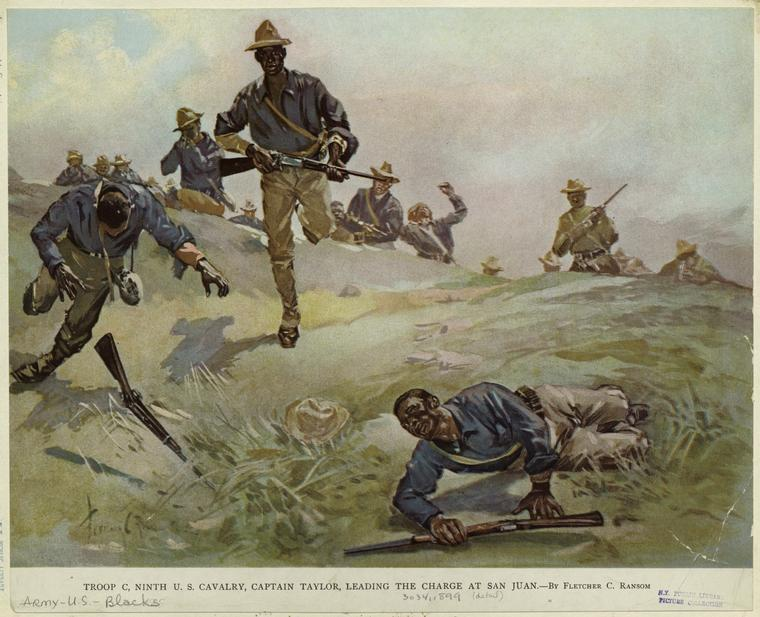 TROOP C, NINTH U. S. CAVALRY, CAPTAIN TAYLOR, LEADING THE CHARGE AT SAN JUAN.—BY FLETCHER C. RANSOM
ARMY-U.S.-Blacks
(detail)
N.Y. PUBLIC LIBRARY
PICTURE COLLECTION